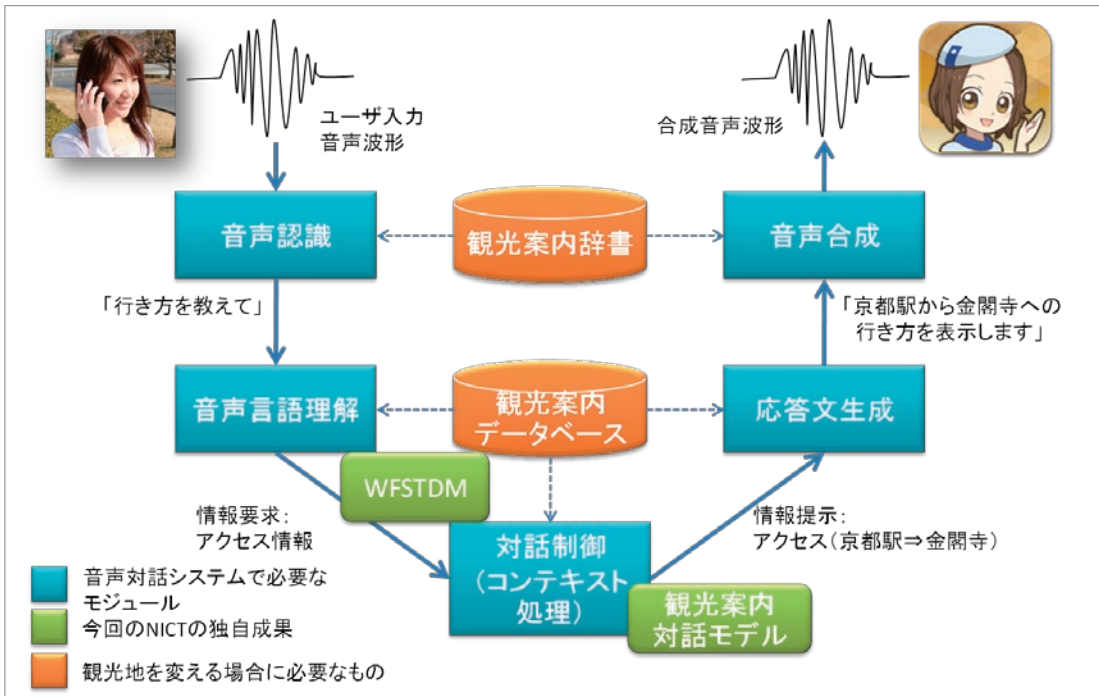 ユーザ入力
音声波形
合成音声波形
音声認識
観光案内辞書
音声合成
「行き方を教えて」
「京都駅から金閣寺への
行き方を表示します」
音声言語理解
観光案内
データベース
応答文生成
WFSTDM
情報要求：
アクセス情報
対話制御
（コンテキスト
処理）
情報提示：
アクセス（京都駅⇒金閣寺）
観光案内
対話モデル
音声対話システムで必要な
モジュール
今回のNICTの独自成果
観光地を変える場合に必要なもの